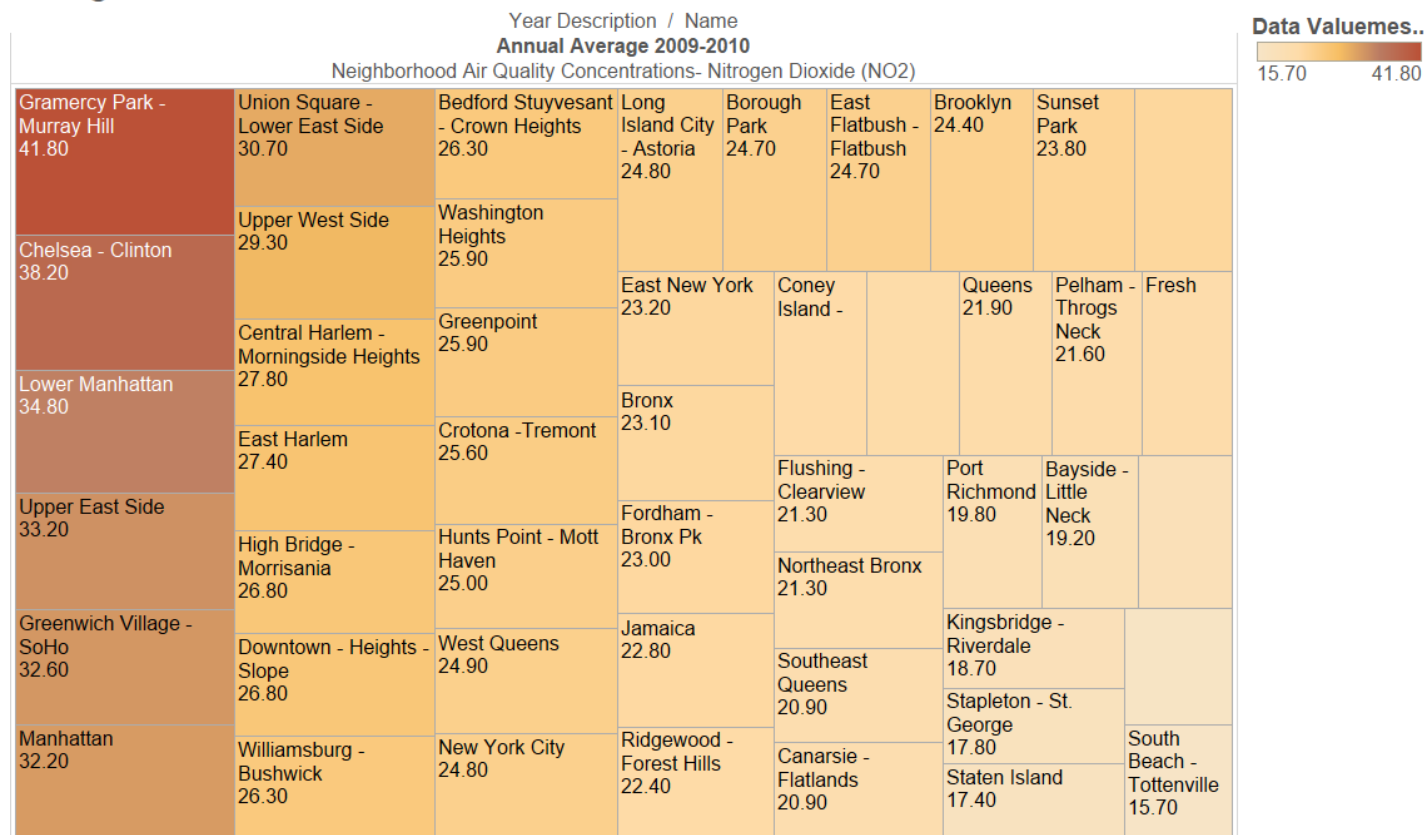 Year Description / Name
Annual Average 2009-2010
Neighborhood Air Quality Concentrations- Nitrogen Dioxide (NO2)
Data Valuemes..
15.70 41.80
Gramercy Park -
Murray Hill
41.80
Chelsea - Clinton
38.20
Lower Manhattan
34.80
Upper East Side
33.20
Greenwich Village -
SoHo
32.60
Manhattan
32.20
Union Square -
Lower East Side
30.70
Upper West Side
29.30
Central Harlem -
Morningside Heights
27.80
East Harlem
27.40
High Bridge -
Morrisania
26.80
Downtown - Heights -
Slope
26.80
Williamsburg -
Bushwick
26.30
Bedford Stuyvesant
- Crown Heights
26.30
Washington
Heights
25.90
Greenpoint
25.90
Crotona -Tremont
25.60
Hunts Point - Mott
Haven
25.00
West Queens
24.90
New York City
24.80
Long
Island City
- Astoria
24.80
Borough
Park
24.70
East
Flatbush -
Flatbush
24.70
Brooklyn
24.40
Sunset
Park
23.80
East New York
23.20
Bronx
23.10
Fordham -
Bronx Pk
23.00
Jamaica
22.80
Ridgewood -
Forest Hills
22.40
Coney
Island -
Queens
21.90
Pelham -
Throgs
Neck
21.60
Fresh
Flushing -
Clearview
21.30
Northeast Bronx
21.30
Southeast
Queens
20.90
Canarsie -
Flatlands
20.90
Port
Richmond
19.80
Bayside -
Little
Neck
19.20
Kingsbridge -
Riverdale
18.70
Stapleton - St.
George
17.80
Staten Island
17.40
South
Beach -
Tottenville
15.70